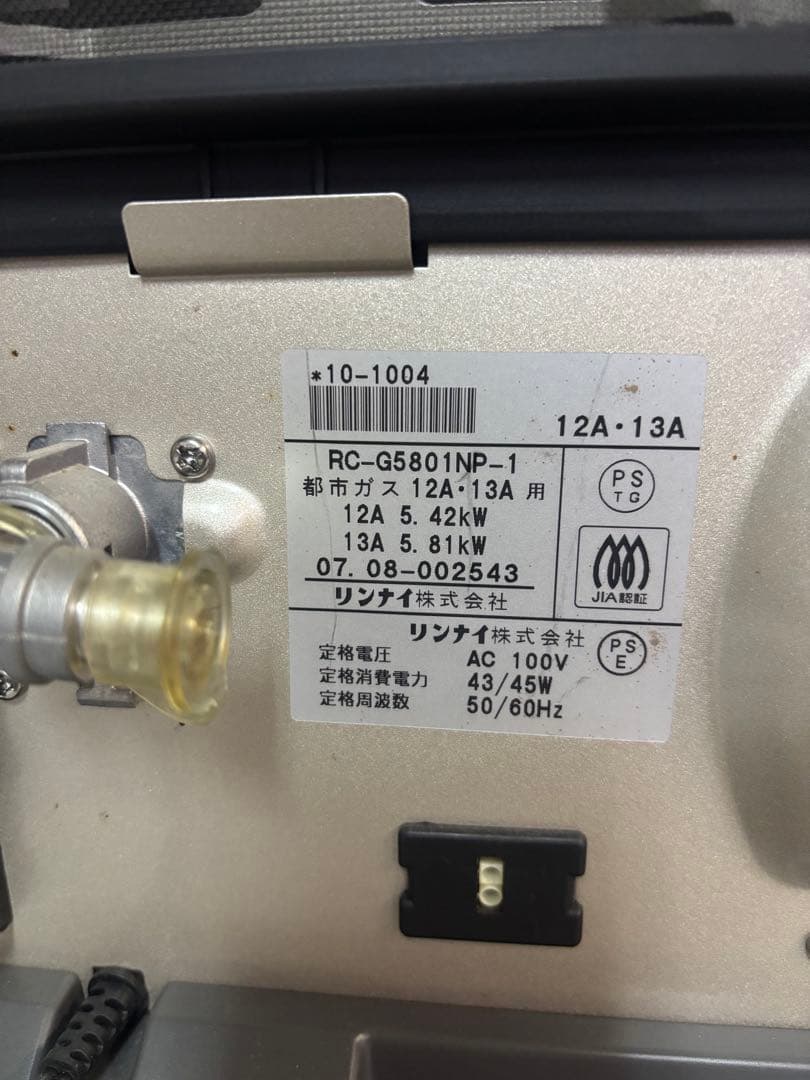 *10-1004
12A・13A
RC-G5801NP-1
都市ガス 12A・13A 用
12A 5.42kW
13A 5.81kW
07.08-002543
リンナイ株式会社
PS
TG
JIA認証
リンナイ株式会社
PS
E
定格電圧 AC 100V
定格消費電力 43/45W
定格周波数 50/60Hz